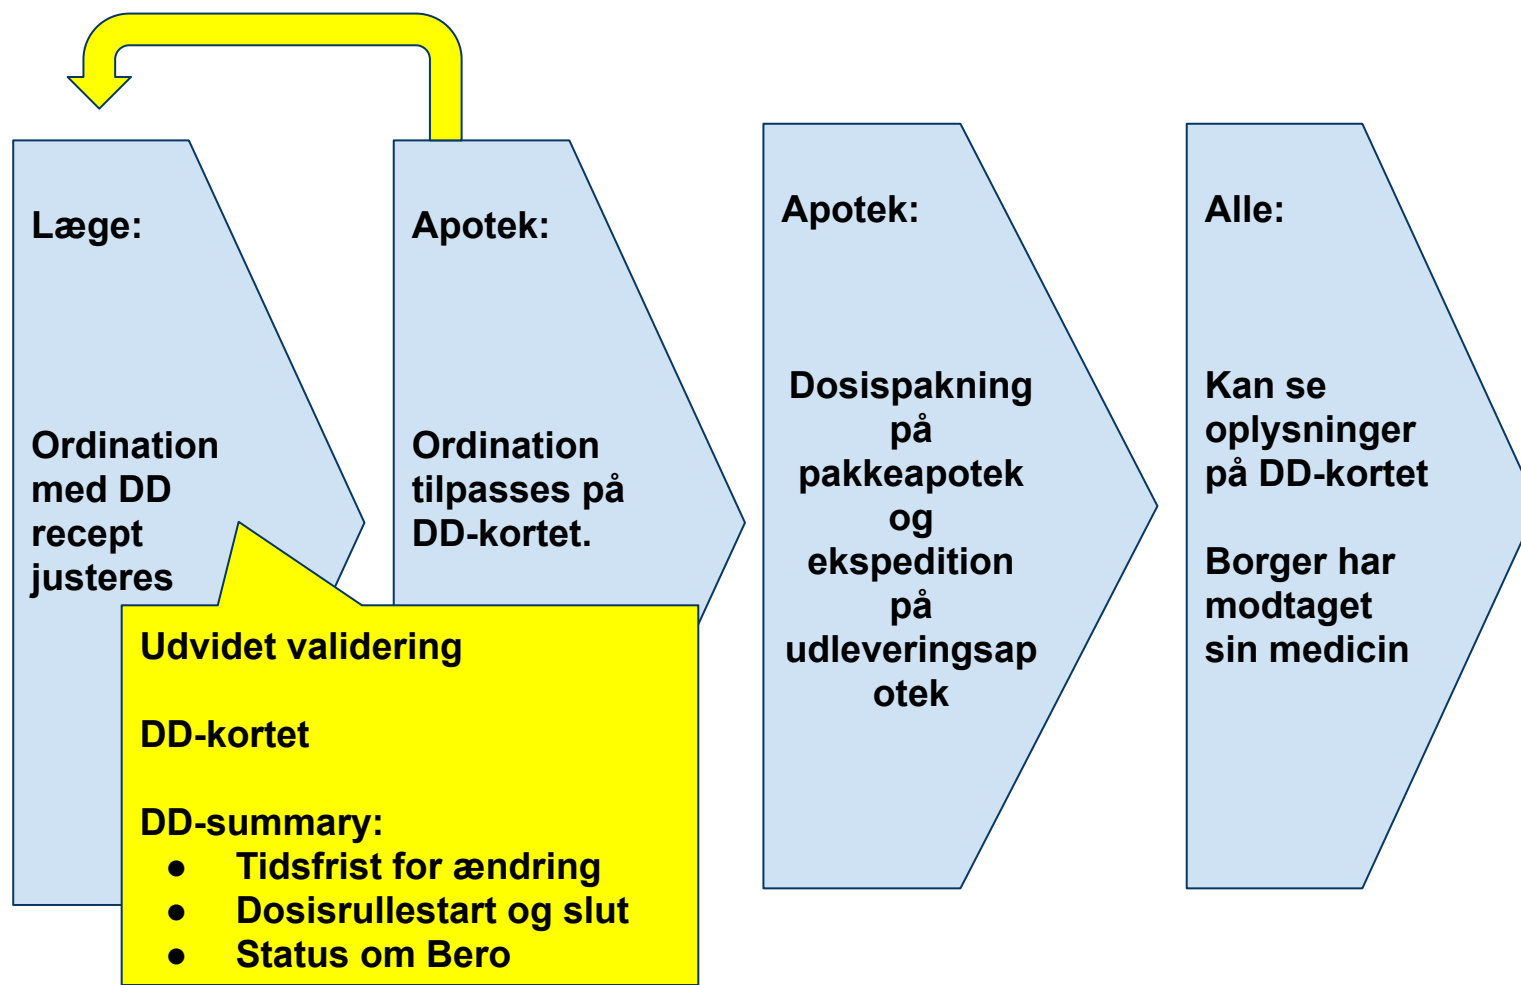 Læge:
Ordination
med DD
recept
justeres
Apotek:
Ordination
tilpasses på
DD-kortet.
Udvidet validering
DD-kortet
DD-summary:
● Tidsfrist for ændring
● Dosisrullestart og slut
● Status om Bero
Apotek:
Dosispakning
på
pakkeapotek
og
ekspedition
på
udleveringsap
otek
Alle:
Kan se
oplysninger
på DD-kortet
Borger har
modtaget
sin medicin